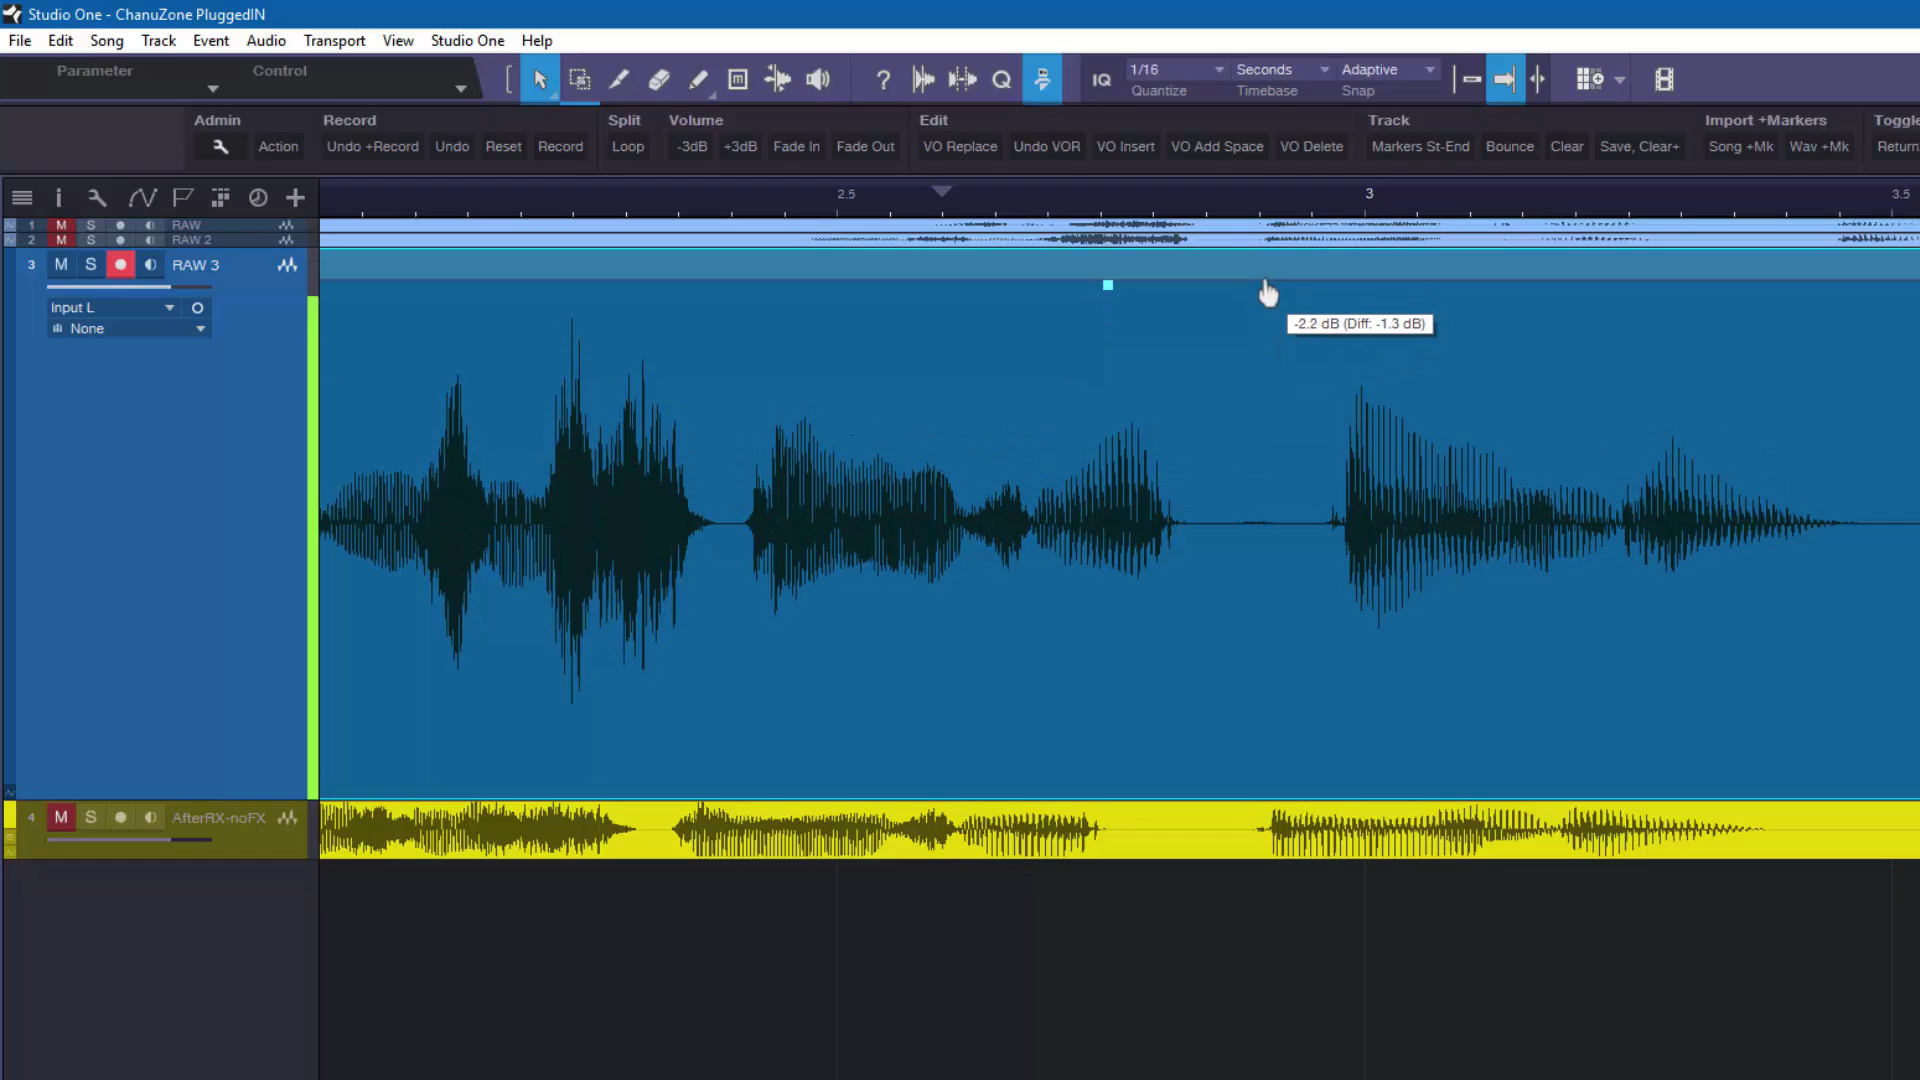 Studio One - ChanuZone PluggedIN
File Edit Song Track Event Audio Transport View Studio One Help
Parameter Control
? Q IQ 1/16 Seconds Adaptive
Quantize Timebase Snap
Admin Record Split Volume Edit Track Import +Markers Toggle
Action Undo +Record Undo Reset Record Loop -3dB +3dB Fade In Fade Out VO Replace Undo VOR VO Insert VO Add Space VO Delete Markers St-End Bounce Clear Save, Clear+ Song +Mk Wav +Mk Return
2.5 3 3.5
1 M S RAW
2 M S RAW 2
3 M S RAW 3
Input L
None
-2.2 dB (Diff: -1.3 dB)
4 M S AfterRX-noFX